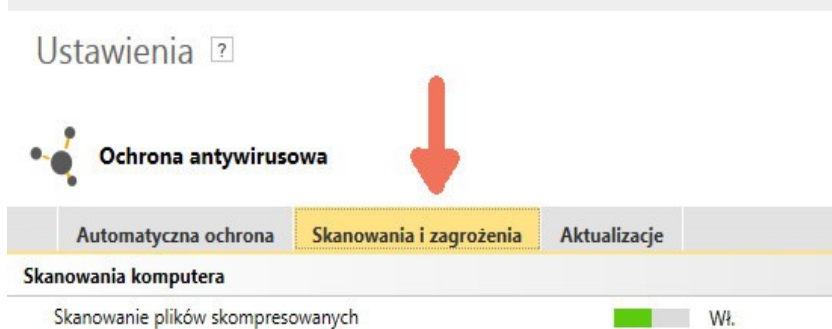 Ustawienia ?
Ochrona antywirusowa
Automatyczna ochrona Skanowania i zagrożenia Aktualizacje
Skanowania komputera
Skanowanie plików skompresowanych Wł.